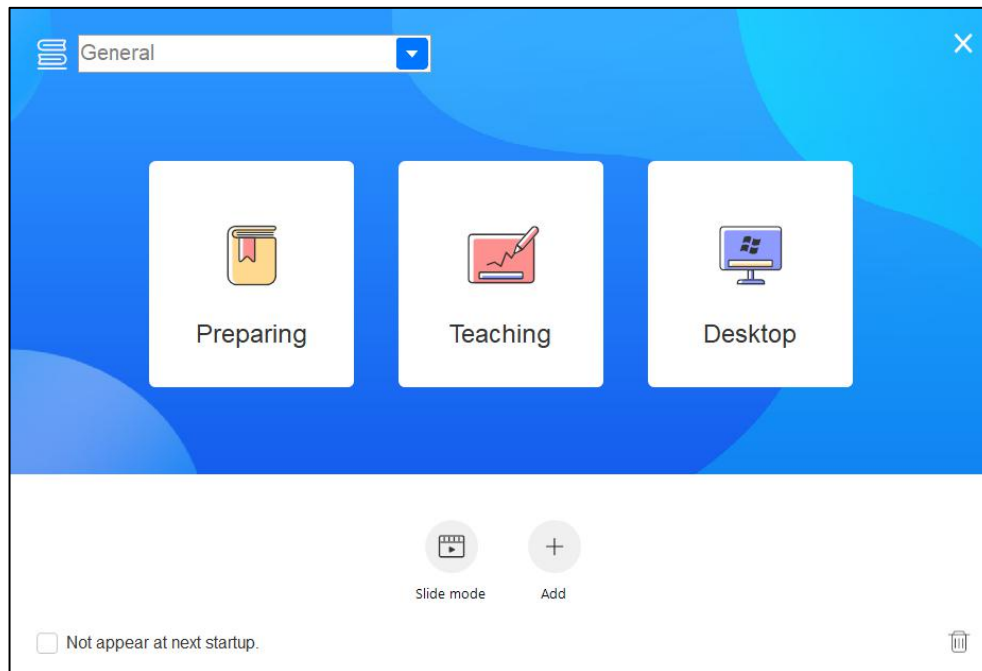 General
Preparing
Teaching
Desktop
Slide mode
Add
Not appear at next startup.